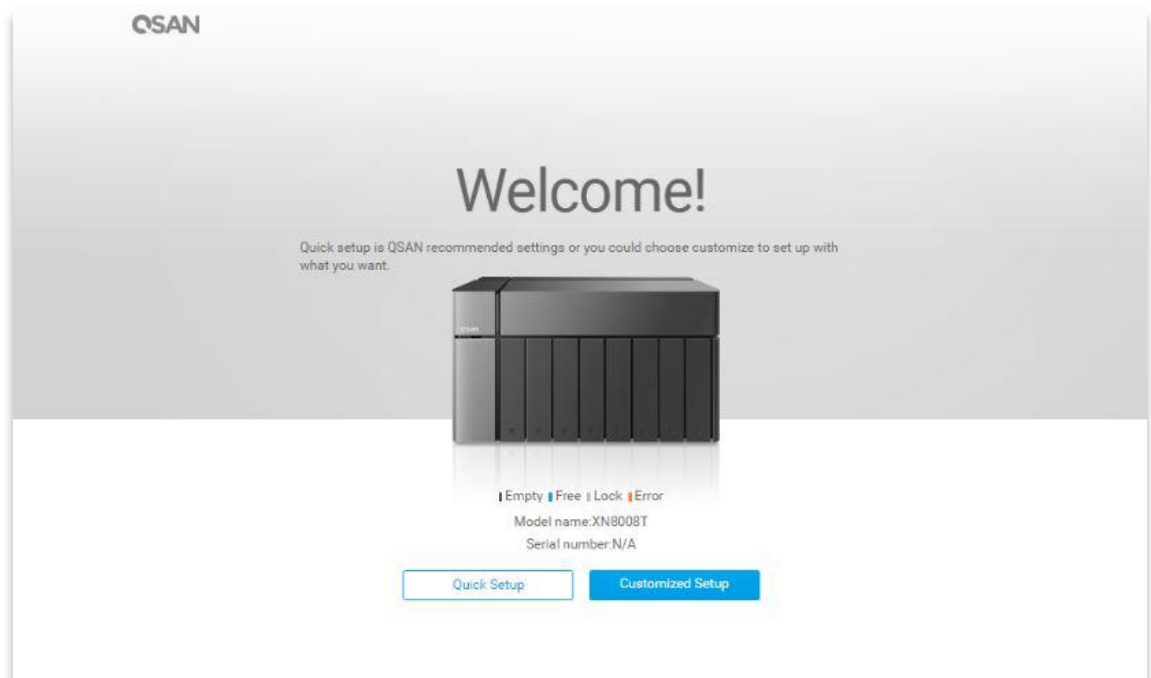 QSAN
Welcome!
Quick setup is QSAN recommended settings or you could choose customize to set up with
what you want.
QSAN
Empty Free Lock Error
Model name:XN8008T
Serial number:N/A
Quick Setup
Customized Setup